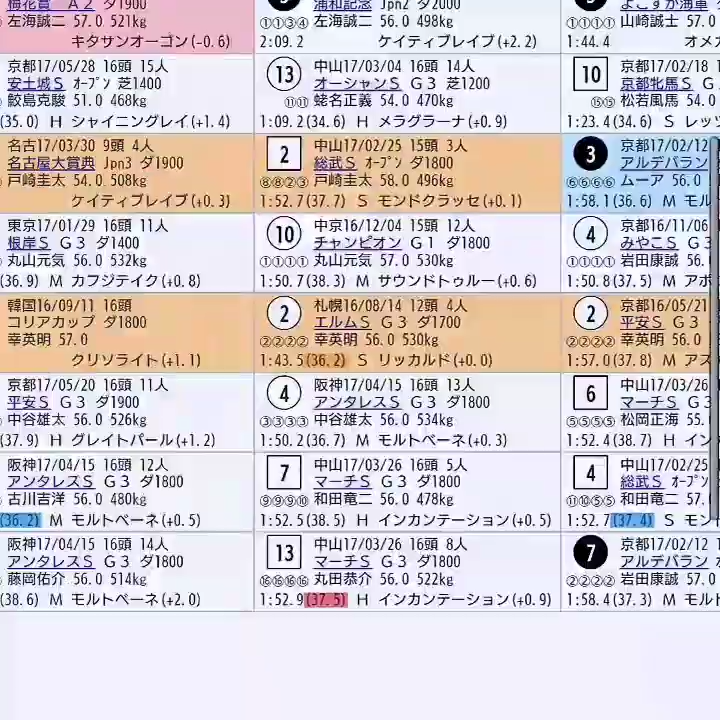 梅花賞 Ａ２ ダ1900
左海誠二 57.0 521kg
キタサンオーゴン(-0.6)
浦和記念 Jpn2 ダ2000
①①③④ 左海誠二 56.0 498kg
2:09.2 ケイティブレイブ(+2.2)
よこすか海軍
①①①① 山崎誠士 57.0
1:44.4 オメガ
京都17/05/28 16頭 15人
安土城Ｓ ｵｰﾌﾟﾝ 芝1400
鮫島克駿 51.0 468kg
(35.0) H シャイニングレイ(+1.4)
13 中山17/03/04 16頭 14人
オーシャンＳ Ｇ３ 芝1200
⑪⑪ 蛯名正義 54.0 470kg
1:09.2(34.6) H メラグラーナ(+0.9)
10 京都17/02/18
京都牝馬Ｓ Ｇ
⑮⑮ 松若風馬 54.0
1:23.4(34.6) S レッツ
名古17/03/30 9頭 4人
名古屋大賞典 Jpn3 ダ1900
戸崎圭太 54.0 508kg
ケイティブレイブ(+0.3)
2 中山17/02/25 15頭 3人
総武Ｓ ｵｰﾌﾟﾝ ダ1800
⑧⑧②③ 戸崎圭太 58.0 496kg
1:52.7(37.7) S モンドクラッセ(+0.1)
3 京都17/02/12
アルデバラン
⑥⑥⑥⑥ ムーア 56.0
1:58.1(36.6) M モル
東京17/01/29 16頭 11人
根岸Ｓ Ｇ３ ダ1400
丸山元気 56.0 532kg
(36.9) M カフジテイク(+0.8)
10 中京16/12/04 15頭 12人
チャンピオン Ｇ１ ダ1800
①①①① 丸山元気 57.0 530kg
1:50.7(38.3) M サウンドトゥルー(+0.6)
4 京都16/11/06
みやこＳ Ｇ３
①①①① 岩田康誠 56.
1:50.8(37.5) M アポ
韓国16/09/11 16頭
コリアカップ ダ1800
幸英明 57.0
クリソライト(+1.1)
2 札幌16/08/14 12頭 4人
エルムＳ Ｇ３ ダ1700
②②②② 幸英明 56.0 530kg
1:43.5(36.2) S リッカルド(+0.0)
2 京都16/05/21
平安Ｓ Ｇ３
②②②② 幸英明 56.0
1:57.0(37.8) M アス
京都17/05/20 16頭 11人
平安Ｓ Ｇ３ ダ1900
中谷雄太 56.0 526kg
(37.9) H グレイトパール(+1.2)
4 阪神17/04/15 16頭 13人
アンタレスＳ Ｇ３ ダ1800
③③③③ 中谷雄太 56.0 534kg
1:50.2(36.7) M モルトベーネ(+0.3)
6 中山17/03/26
マーチＳ Ｇ３
⑤⑤⑤⑤ 松岡正海 55.
1:52.4(38.7) H イン
阪神17/04/15 16頭 12人
アンタレスＳ Ｇ３ ダ1800
古川吉洋 56.0 480kg
(36.2) M モルトベーネ(+0.5)
7 中山17/03/26 16頭 5人
マーチＳ Ｇ３ ダ1800
⑨⑨⑨⑩ 和田竜二 56.0 478kg
1:52.5(38.5) H インカンテーション(+0.5)
4 中山17/02/25
総武Ｓ ｵｰﾌﾟﾝ
⑪⑩⑤⑤ 和田竜二 57.
1:52.7(37.4) S モン
阪神17/04/15 16頭 14人
アンタレスＳ Ｇ３ ダ1800
藤岡佑介 56.0 514kg
(38.6) M モルトベーネ(+2.0)
13 中山17/03/26 16頭 8人
マーチＳ Ｇ３ ダ1800
⑯⑯⑯⑯ 丸田恭介 56.0 522kg
1:52.9(37.5) H インカンテーション(+0.9)
7 京都17/02/12 1
アルデバラン
②②②② 岩田康誠 57.0
1:58.4(37.3) M モル